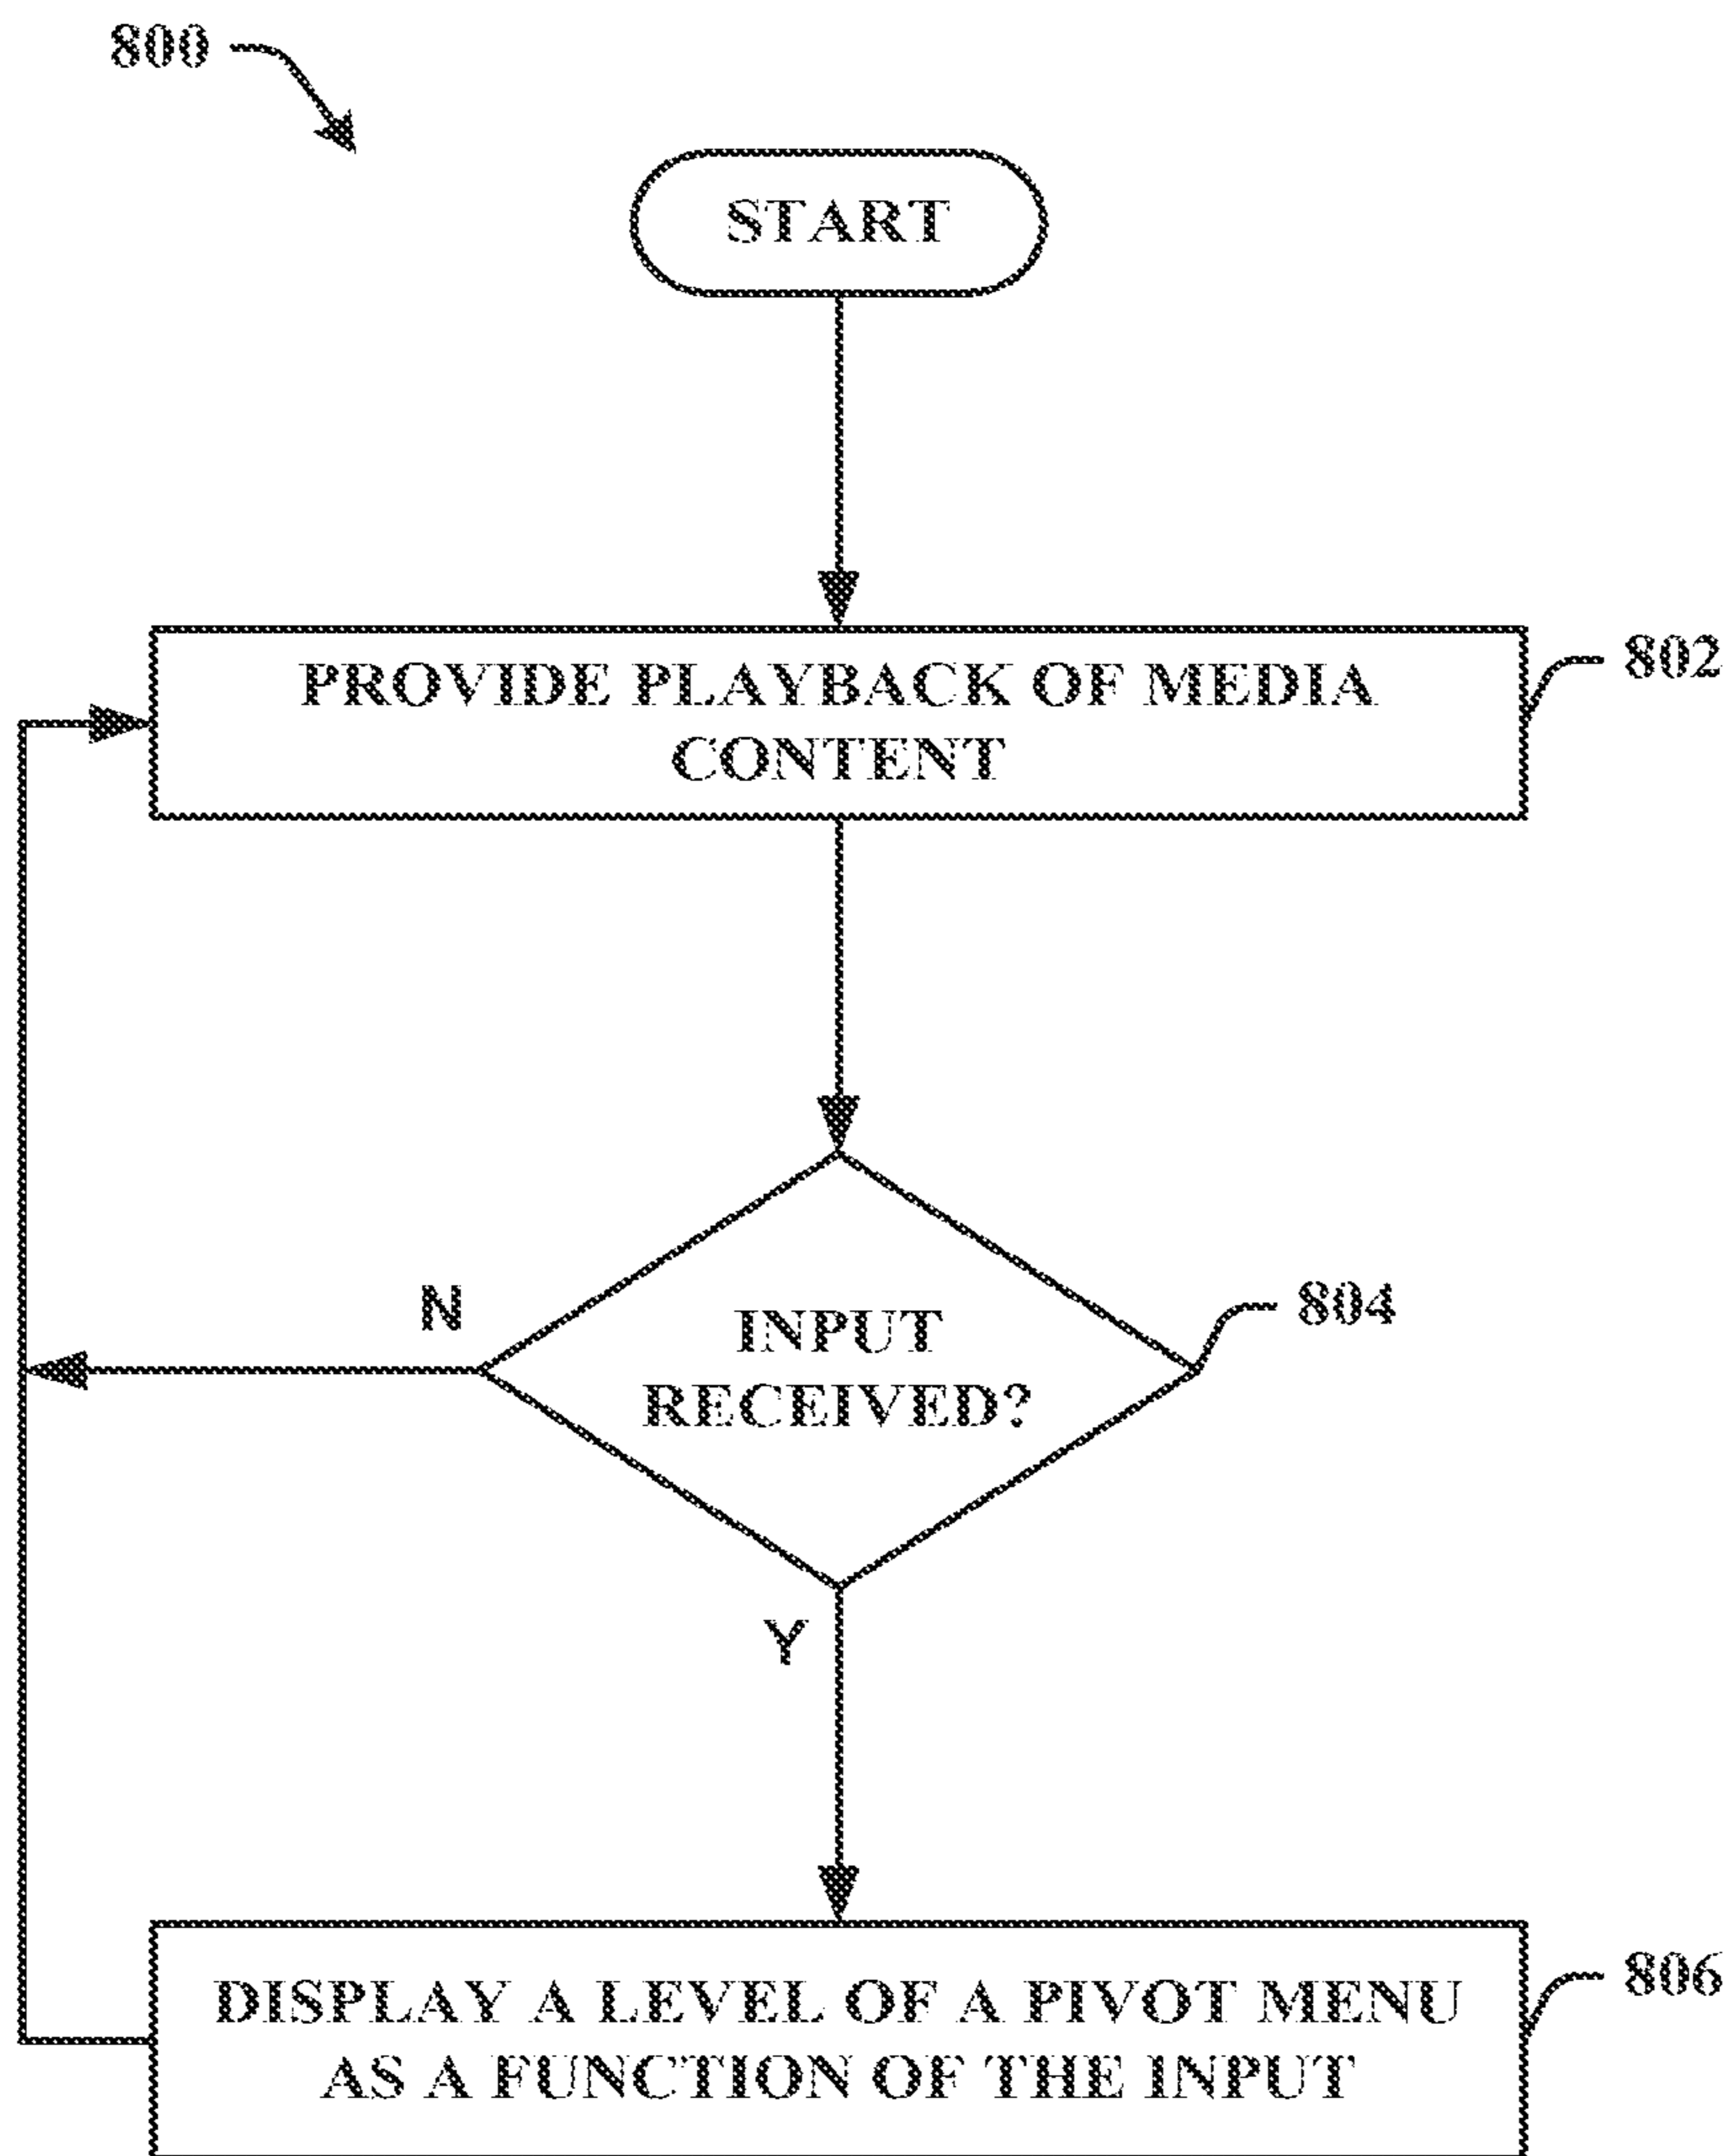 800
START
PROVIDE PLAYBACK OF MEDIA
CONTENT
802
N
INPUT
RECEIVED?
804
Y
DISPLAY A LEVEL OF A PIVOT MENU
AS A FUNCTION OF THE INPUT
806